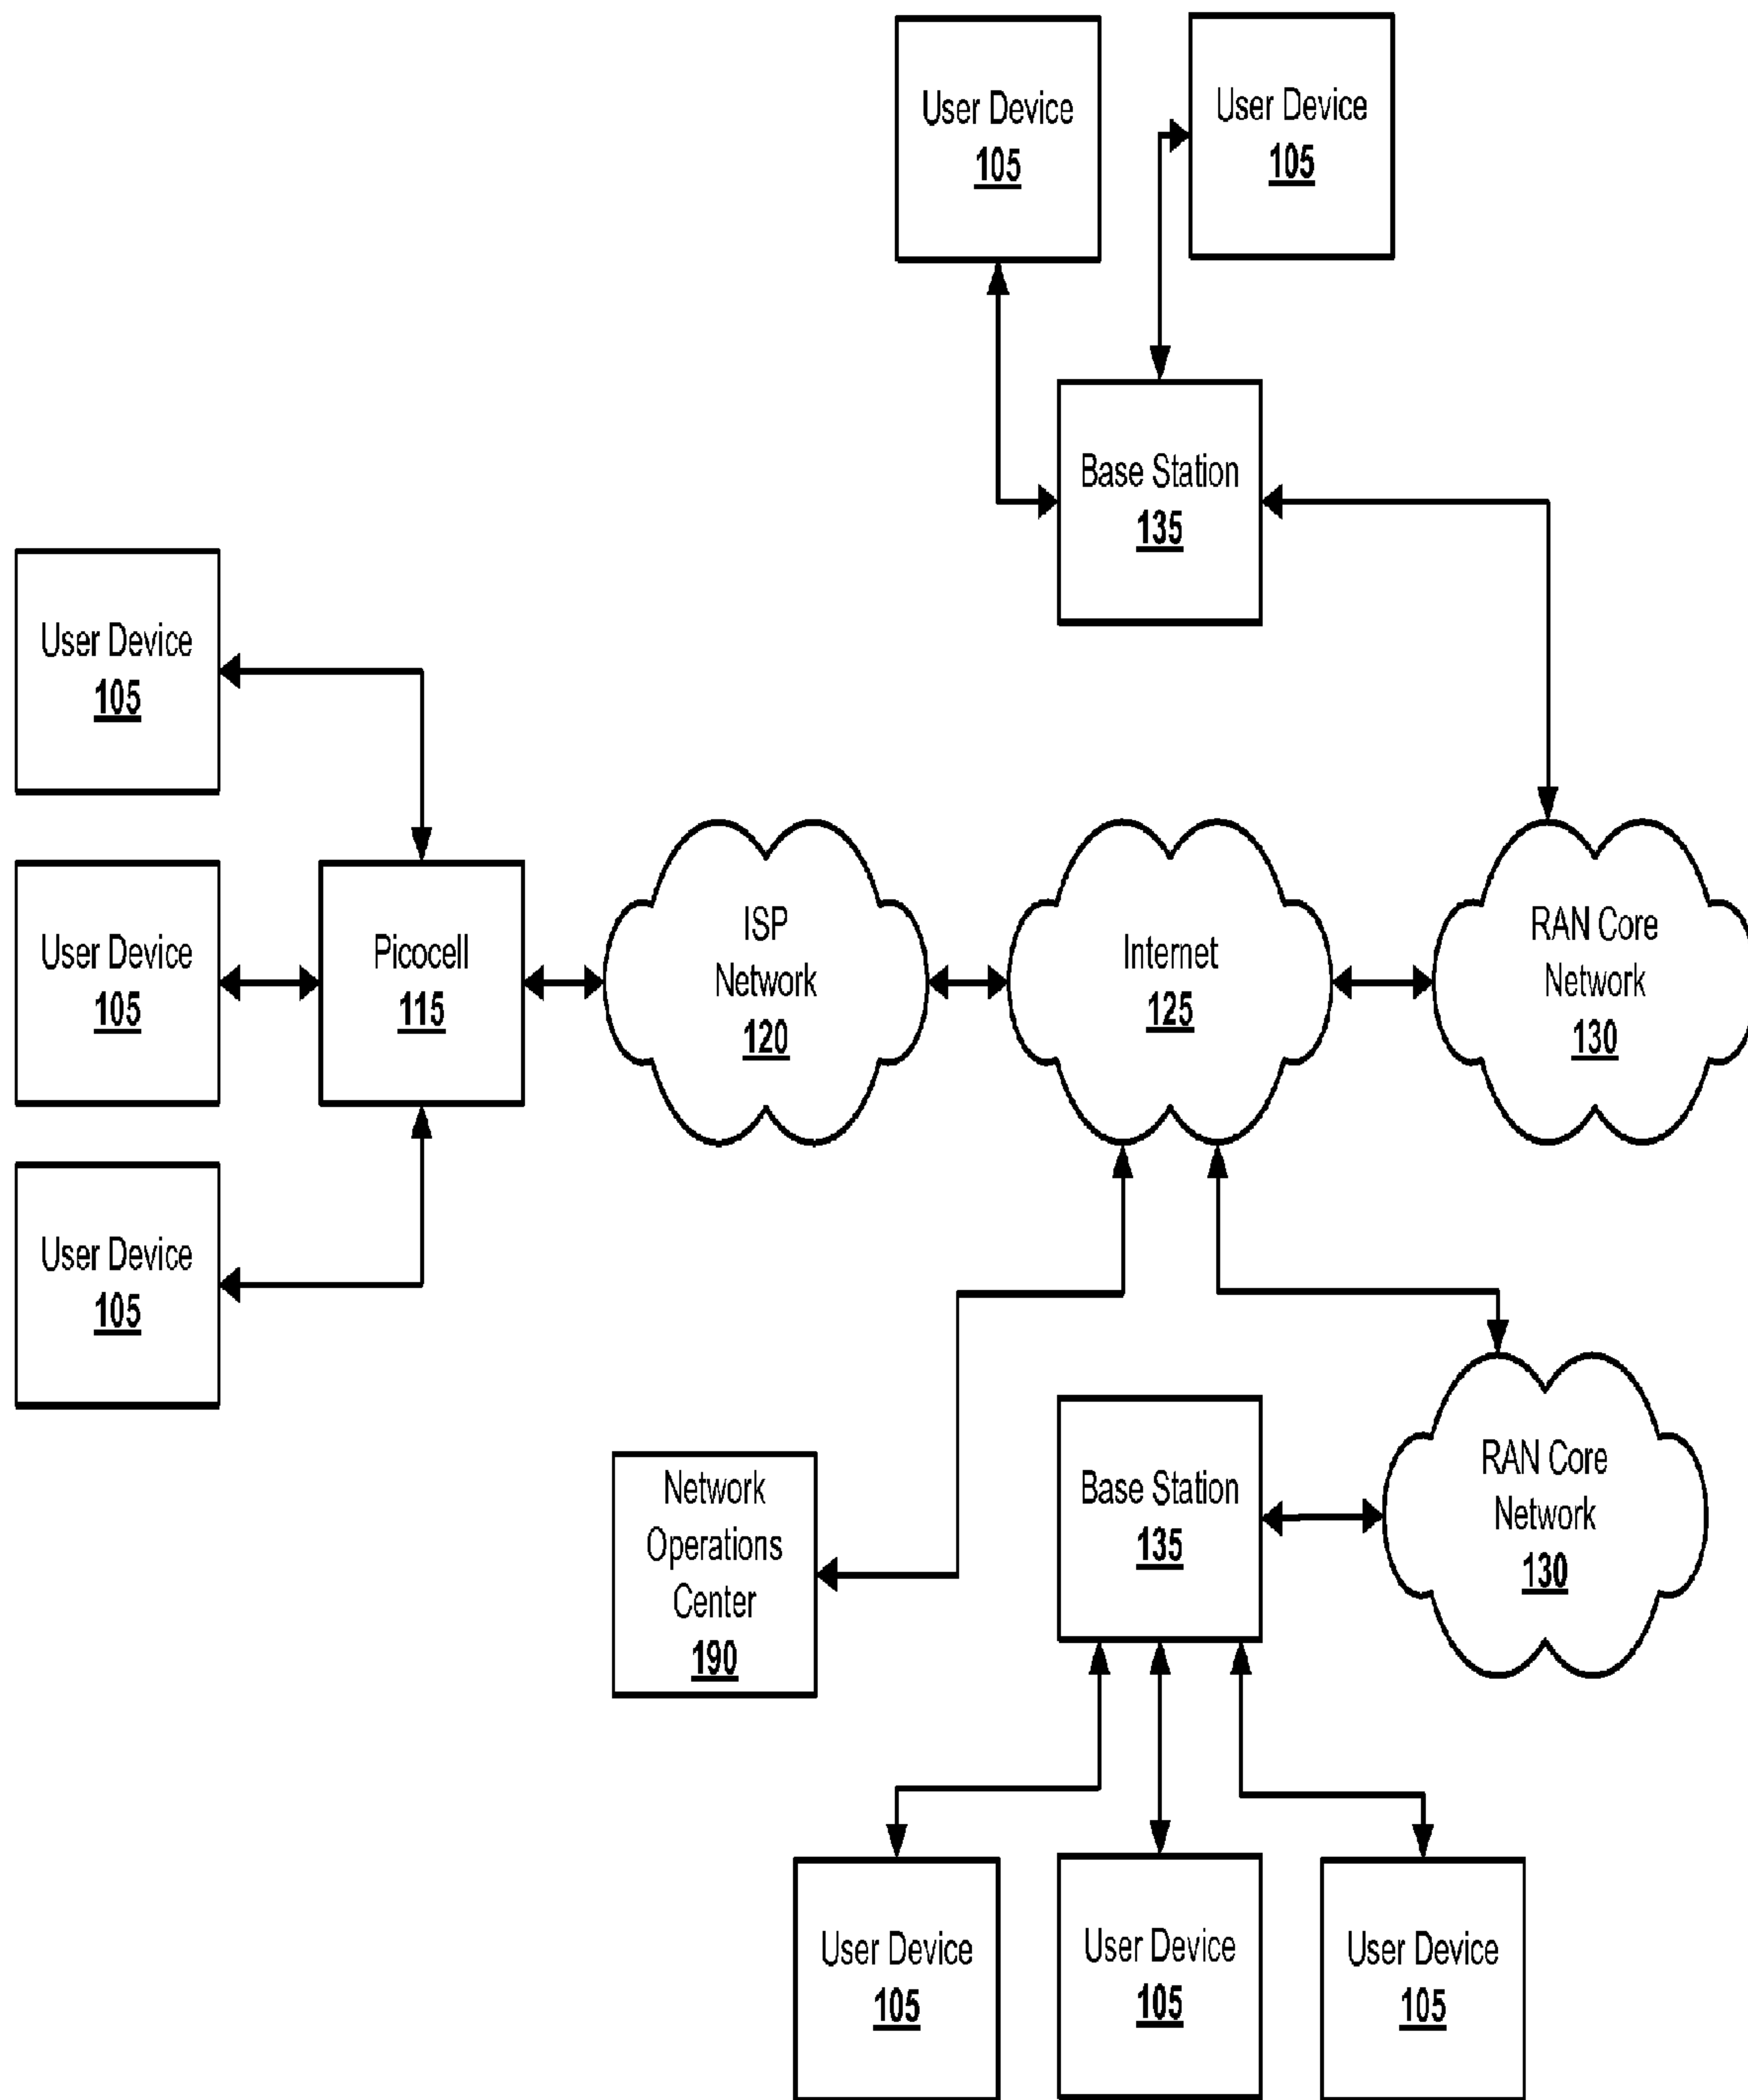 User Device
105
User Device
105
Base Station
135
User Device
105
User Device
105
Picocell
115
ISP
Network
120
Internet
125
RAN Core
Network
130
User Device
105
Network
Operations
Center
190
Base Station
135
RAN Core
Network
130
User Device
105
User Device
105
User Device
105